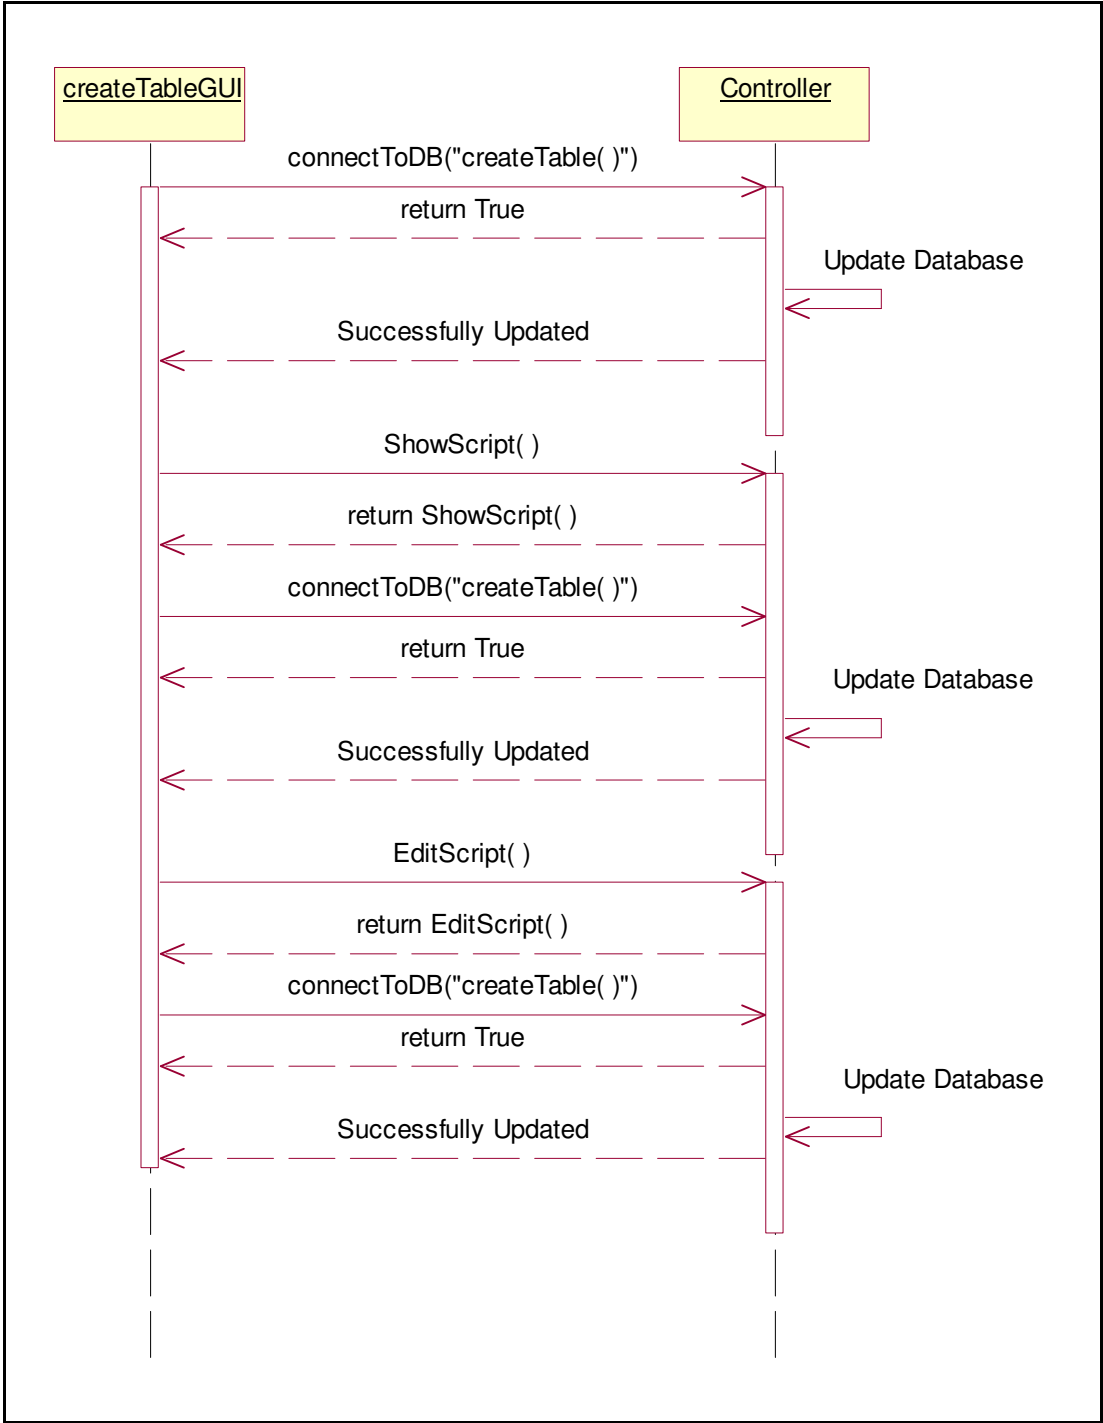 createTableGUI
Controller
connectToDB("createTable( )")
return True
Update Database
Successfully Updated
ShowScript( )
return ShowScript( )
connectToDB("createTable( )")
return True
Update Database
Successfully Updated
EditScript( )
return EditScript( )
connectToDB("createTable( )")
return True
Update Database
Successfully Updated